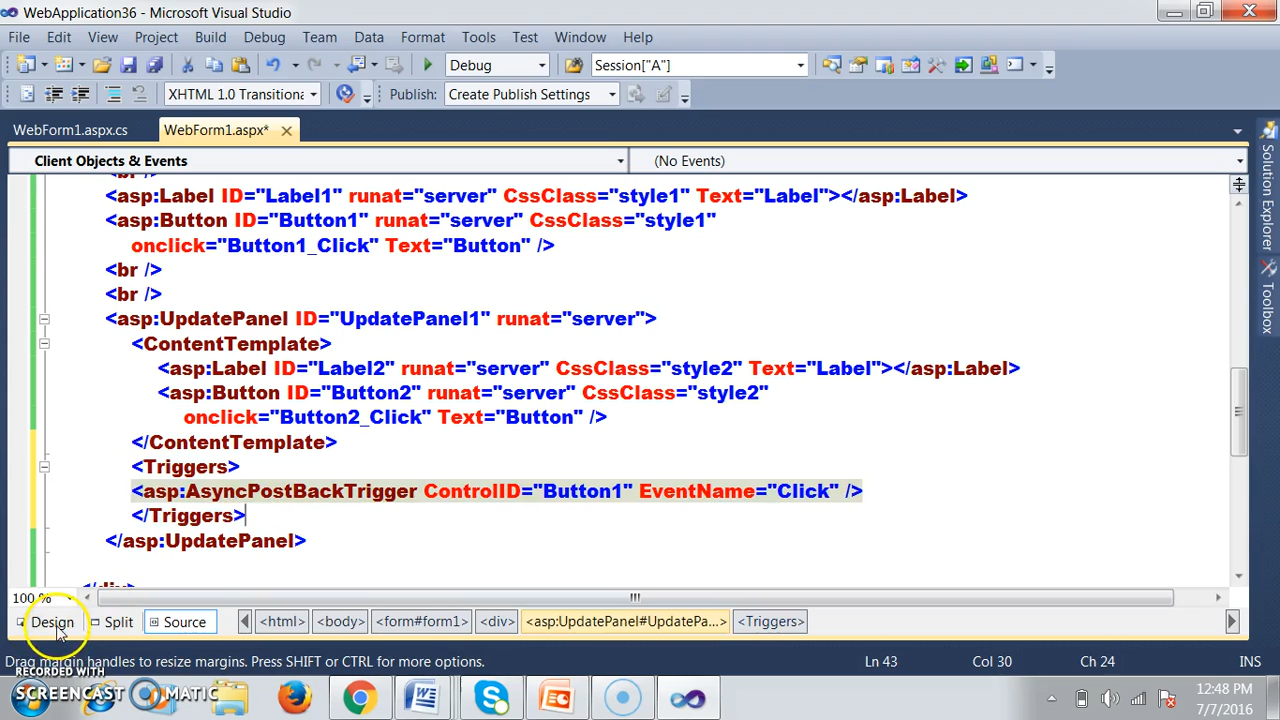 WebApplication36 - Microsoft Visual Studio
File Edit View Project Build Debug Team Data Format Tools Test Window Help
Debug Session["A"]
XHTML 1.0 Transitiona Publish: Create Publish Settings
WebForm1.aspx.cs WebForm1.aspx*
Client Objects & Events (No Events)
<asp:Label ID="Label1" runat="server" CssClass="style1" Text="Label"></asp:Label>
<asp:Button ID="Button1" runat="server" CssClass="style1"
onclick="Button1_Click" Text="Button" />
<br />
<br />
<asp:UpdatePanel ID="UpdatePanel1" runat="server">
<ContentTemplate>
<asp:Label ID="Label2" runat="server" CssClass="style2" Text="Label"></asp:Label>
<asp:Button ID="Button2" runat="server" CssClass="style2"
onclick="Button2_Click" Text="Button" />
</ContentTemplate>
<Triggers>
<asp:AsyncPostBackTrigger ControlID="Button1" EventName="Click" />
</Triggers>
</asp:UpdatePanel>
</div>
100 %
Design Split Source <html> <body> <form#form1> <div> <asp:UpdatePanel#UpdatePa...> <Triggers>
Drag margin handles to resize margins. Press SHIFT or CTRL for more options. Ln 43 Col 30 Ch 24 INS
RECORDED WITH
SCREENCAST MATIC
12:48 PM
7/7/2016
Solution Explorer
Toolbox